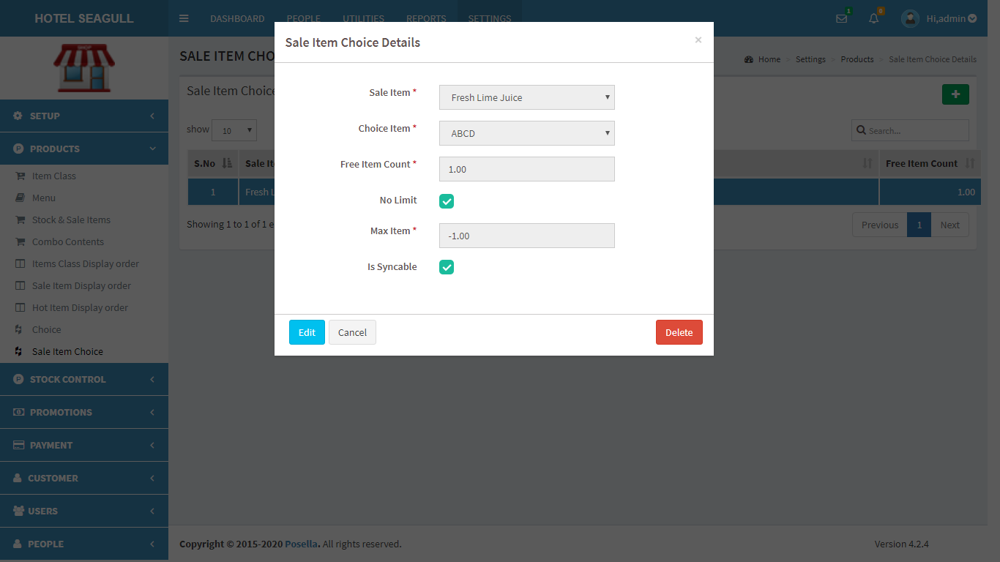 HOTEL SEAGULL
DASHBOARD PEOPLE UTILITIES REPORTS SETTINGS
1 0 Hi,admin
SHOP
SETUP
PRODUCTS
Item Class
Menu
Stock & Sale Items
Combo Contents
Items Class Display order
Sale Item Display order
Hot Item Display order
Choice
Sale Item Choice
STOCK CONTROL
PROMOTIONS
PAYMENT
CUSTOMER
USERS
PEOPLE
SALE ITEM CHO
Home > Settings > Products > Sale Item Choice Details
Sale Item Choice
show 10
Search...
S.No Sale It Free Item Count
1 Fresh L 1.00
Showing 1 to 1 of 1 e
Previous 1 Next
Sale Item Choice Details ×
Sale Item * Fresh Lime Juice
Choice Item * ABCD
Free Item Count * 1.00
No Limit
Max Item * -1.00
Is Syncable
Edit Cancel Delete
Copyright © 2015-2020 Posella. All rights reserved.
Version 4.2.4